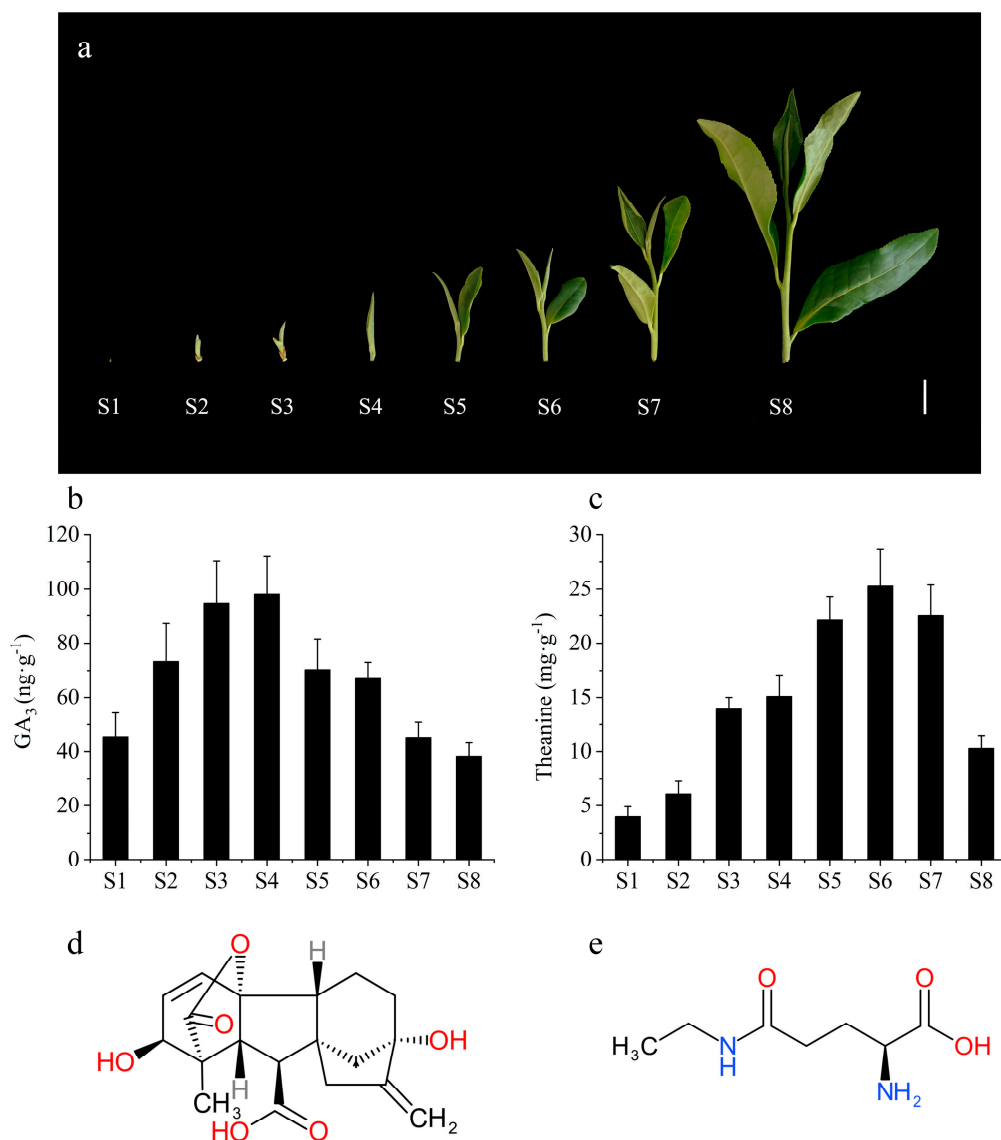 a
S1 S2 S3 S4 S5 S6 S7 S8
b
120
100
80
60
40
20
0
GA₃ (ng·g⁻¹)
S1 S2 S3 S4 S5 S6 S7 S8
c
30
25
20
15
10
5
0
Theanine (mg·g⁻¹)
S1 S2 S3 S4 S5 S6 S7 S8
d
O
H
O
HO
OH
H
CH₃
CH₂
HO
O
e
O
O
H₃C
N
H
OH
NH₂